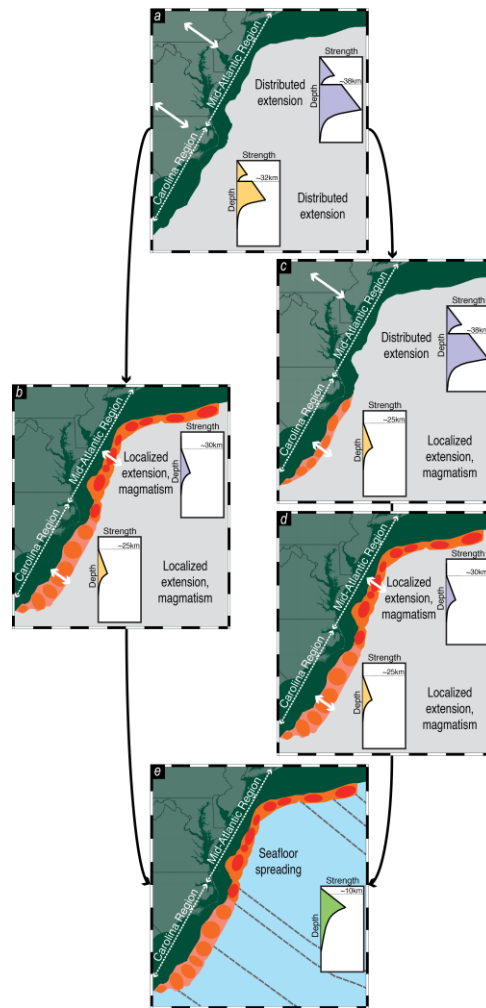 a
Mid-Atlantic Region
Carolina Region
Distributed
extension
Strength
~38km
Depth
Strength
~32km
Depth
Distributed
extension
c
Mid-Atlantic Region
Carolina Region
Distributed
extension
Strength
~38km
Depth
Strength
~25km
Depth
Localized
extension,
magmatism
b
Mid-Atlantic Region
Carolina Region
Localized
extension,
magmatism
Strength
~30km
Depth
Strength
~25km
Depth
Localized
extension,
magmatism
d
Mid-Atlantic Region
Carolina Region
Localized
extension,
magmatism
Strength
~30km
Depth
Strength
~25km
Depth
Localized
extension,
magmatism
e
Mid-Atlantic Region
Carolina Region
Seafloor
spreading
Strength
~10km
Depth